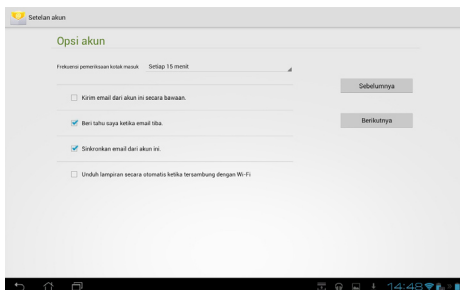 Setelan akun
Opsi akun
Frekuensi pemeriksaan kotak masuk Setiap 15 menit
Sebelumnya
Kirim email dari akun ini secara bawaan.
Beri tahu saya ketika email tiba.
Berikutnya
Sinkronkan email dari akun ini.
Unduh lampiran secara otomatis ketika tersambung dengan Wi-Fi
14:48